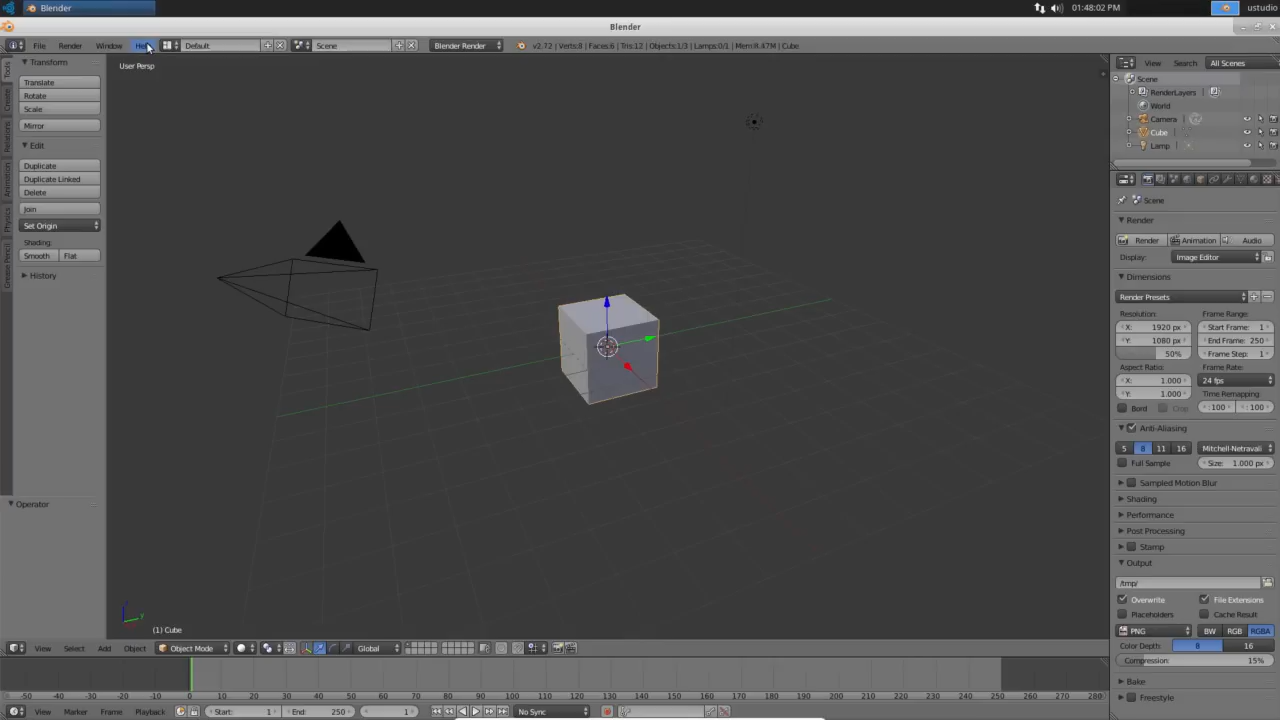 Blender
01:48:02 PM
ustudio
Blender
File Render Window Help Default Scene Blender Render v2.72 | Verts:8 | Faces:6 | Tris:12 | Objects:1/3 | Lamps:0/1 | Mem:8.47M | Cube
Tools
Create
Relations
Animation
Physics
Grease Pencil
Transform
Translate
Rotate
Scale
Mirror
Edit
Duplicate
Duplicate Linked
Delete
Join
Set Origin
Shading:
Smooth Flat
History
Operator
User Persp
(1) Cube
View Select Add Object Object Mode Global
-50 -40 -30 -20 -10 0 10 20 30 40 50 60 70 80 90 100 110 120 130 140 150 160 170 180 190 200 210 220 230 240 250 260 270 280
View Marker Frame Playback Start: 1 End: 250 1 No Sync
View Search All Scenes
Scene
RenderLayers
World
Camera
Cube
Lamp
Scene
Render
Render Animation Audio
Display: Image Editor
Dimensions
Render Presets
Resolution: Frame Range:
X: 1920 px Start Frame: 1
Y: 1080 px End Frame: 250
50% Frame Step: 1
Aspect Ratio: Frame Rate:
X: 1.000 24 fps
Y: 1.000 Time Remapping
Bord Crop :100 :100
Anti-Aliasing
5 8 11 16 Mitchell-Netravali
Full Sample Size: 1.000 px
Sampled Motion Blur
Shading
Performance
Post Processing
Stamp
Output
/tmp/
Overwrite File Extensions
Placeholders Cache Result
PNG BW RGB RGBA
Color Depth: 8 16
Compression: 15%
Bake
Freestyle